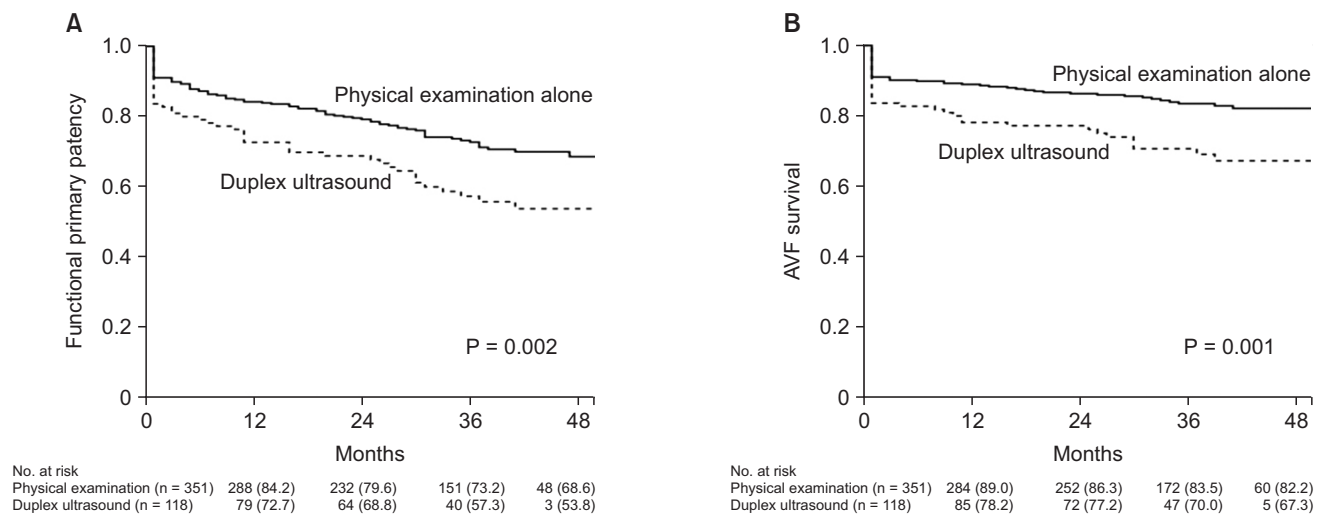 A
1.0
0.8
0.6
0.4
0.2
0
Functional primary patency
Physical examination alone
Duplex ultrasound
P = 0.002
0 12 24 36 48
Months
No. at risk
Physical examination (n = 351) 288 (84.2) 232 (79.6) 151 (73.2) 48 (68.6)
Duplex ultrasound (n = 118) 79 (72.7) 64 (68.8) 40 (57.3) 3 (53.8)
B
1.0
0.8
0.6
0.4
0.2
0
AVF survival
Physical examination alone
Duplex ultrasound
P = 0.001
0 12 24 36 48
Months
No. at risk
Physical examination (n = 351) 284 (89.0) 252 (86.3) 172 (83.5) 60 (82.2)
Duplex ultrasound (n = 118) 85 (78.2) 72 (77.2) 47 (70.0) 5 (67.3)